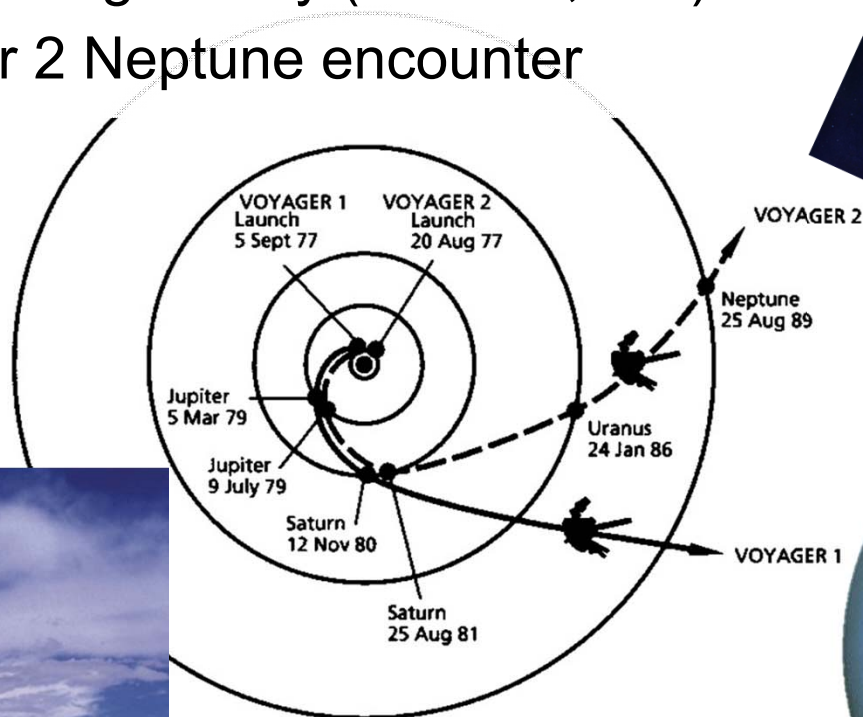 r 2 Neptune encounter
VOYAGER 1
Launch
5 Sept 77
VOYAGER 2
Launch
20 Aug 77
VOYAGER 2
Neptune
25 Aug 89
Jupiter
5 Mar 79
Uranus
24 Jan 86
Jupiter
9 July 79
Saturn
12 Nov 80
VOYAGER 1
Saturn
25 Aug 81